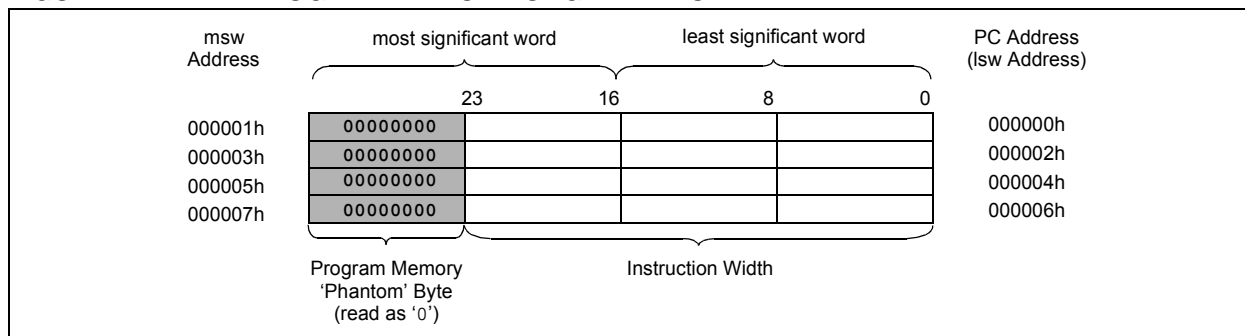 msw
Address
most significant word
least significant word
PC Address
(lsw Address)
23
16
8
0
000001h
00000000
000000h
000003h
00000000
000002h
000005h
00000000
000004h
000007h
00000000
000006h
Program Memory
‘Phantom’ Byte
(read as ‘0’)
Instruction Width